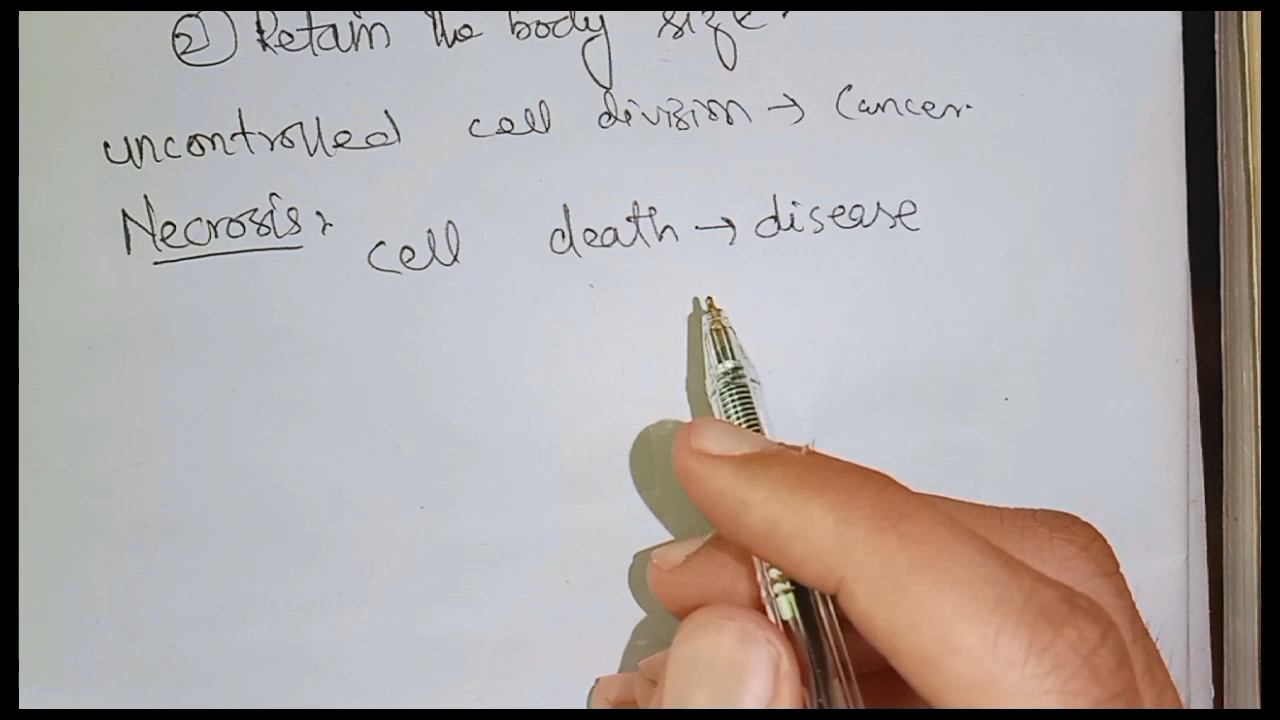 ② Retain the body size.
uncontrolled cell division → Cancer.
Necrosis: cell death → disease